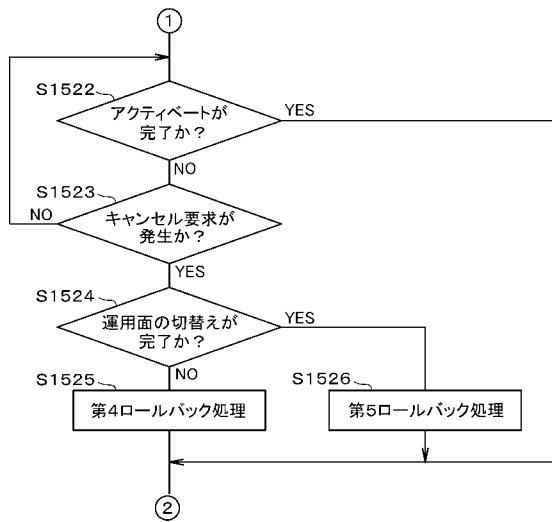 1
S1522
アクティベートが
完了か?
YES
NO
S1523
キャンセル要求が
発生か?
NO
YES
S1524
運用面の切替えが
完了か?
YES
NO
S1525
第4ロールバック処理
S1526
第5ロールバック処理
2